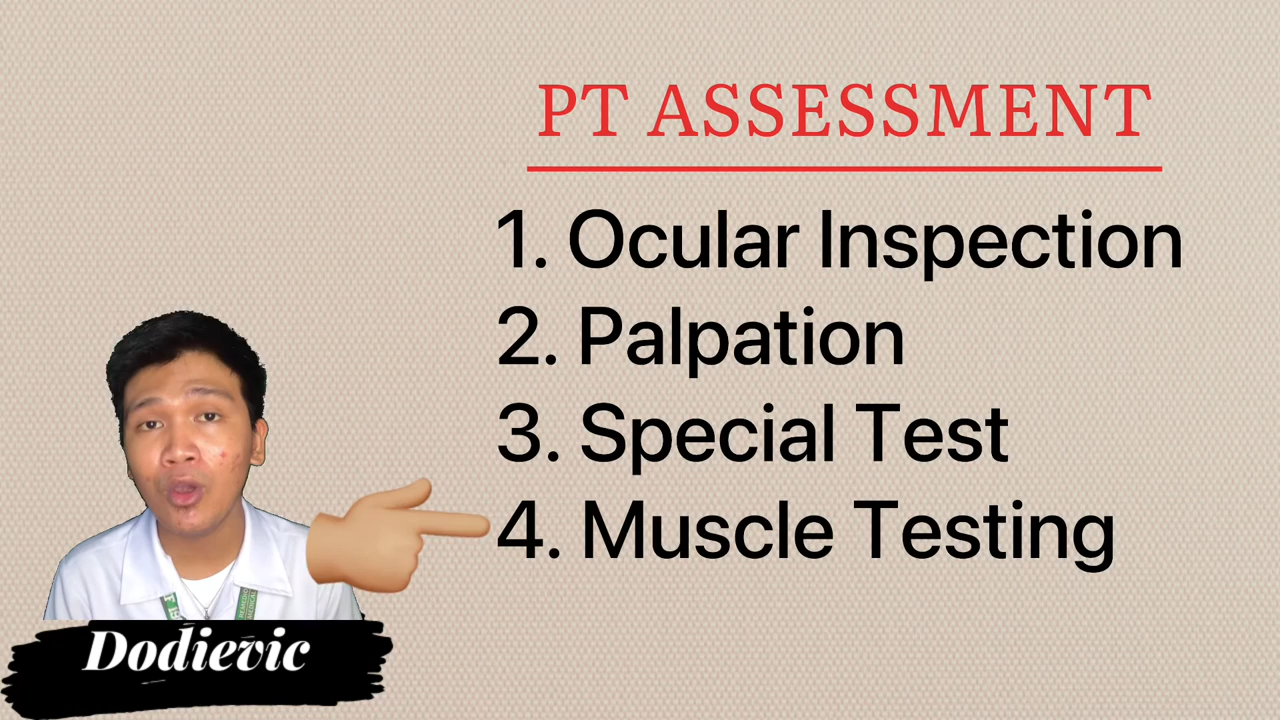 PT ASSESSMENT
1. Ocular Inspection
2. Palpation
3. Special Test
4. Muscle Testing
Dodievic